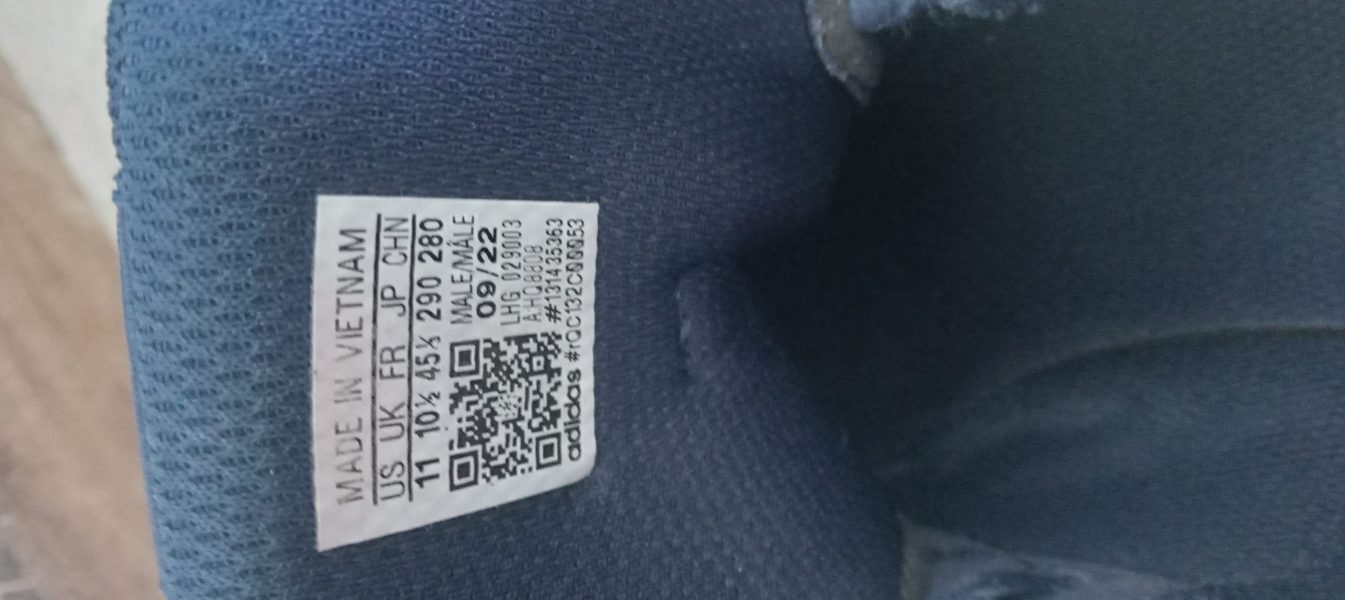 MADE IN VIETNAM
US UK FR JP CHN
11 10½ 45⅓ 290 280
MALE/MÂLE
09/22
LHG 029003
A.HQ8808
#131435363
adidas #rQC132C00053